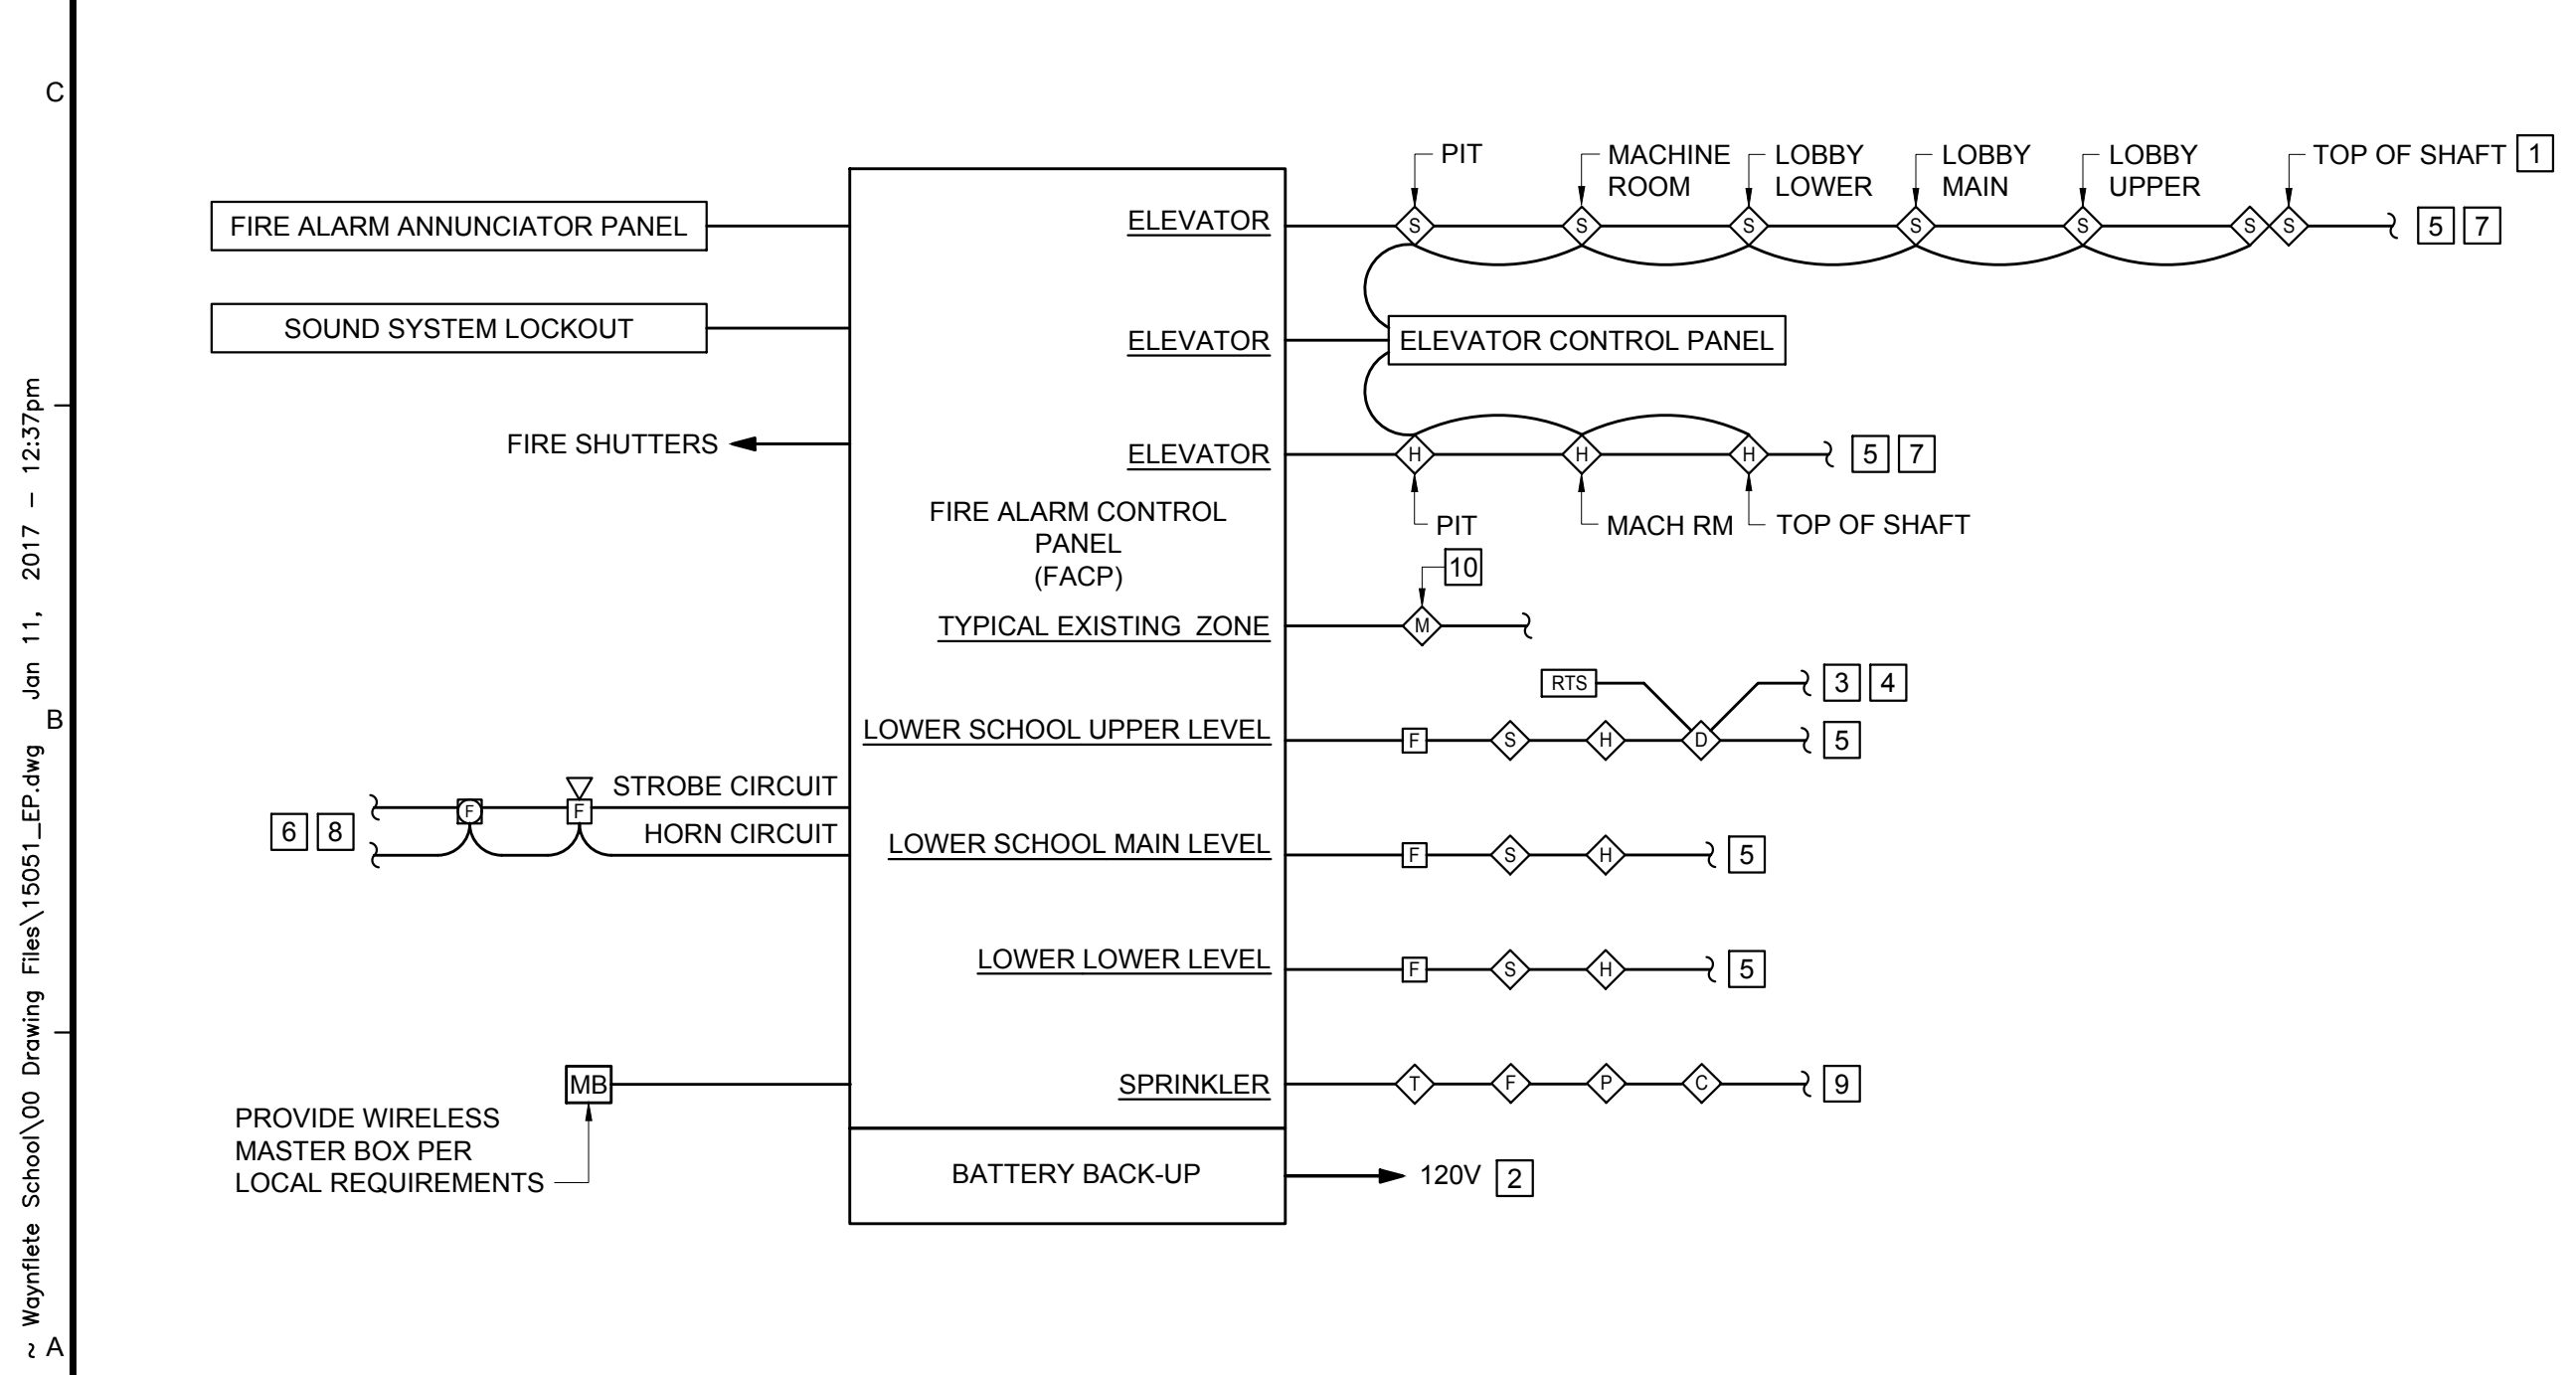 C
PIT
MACHINE
ROOM
LOBBY
LOWER
LOBBY
MAIN
LOBBY
UPPER
TOP OF SHAFT 1
FIRE ALARM ANNUNCIATOR PANEL
ELEVATOR
S S S S S S S
5 7
SOUND SYSTEM LOCKOUT
ELEVATOR
ELEVATOR CONTROL PANEL
FIRE SHUTTERS
ELEVATOR
H H H
5 7
PIT
MACH RM
TOP OF SHAFT
FIRE ALARM CONTROL
PANEL
(FACP)
10
TYPICAL EXISTING  ZONE
M
RTS
3 4
B
LOWER SCHOOL UPPER LEVEL
F S H D
5
STROBE CIRCUIT
F F
6 8
HORN CIRCUIT
LOWER SCHOOL MAIN LEVEL
F S H
5
LOWER LOWER LEVEL
F S H
5
MB
SPRINKLER
T F P C
9
PROVIDE WIRELESS
MASTER BOX PER
LOCAL REQUIREMENTS
BATTERY BACK-UP
120V 2
A
~ Waynflete School\00 Drawing Files\15051_EP.dwg  Jan 11,  2017 - 12:37pm